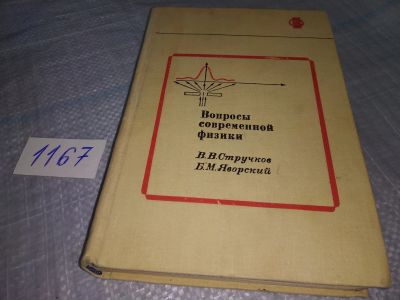 Вопросы
современной
физики
В.В.Стручков
Б.М.Яворский
1167